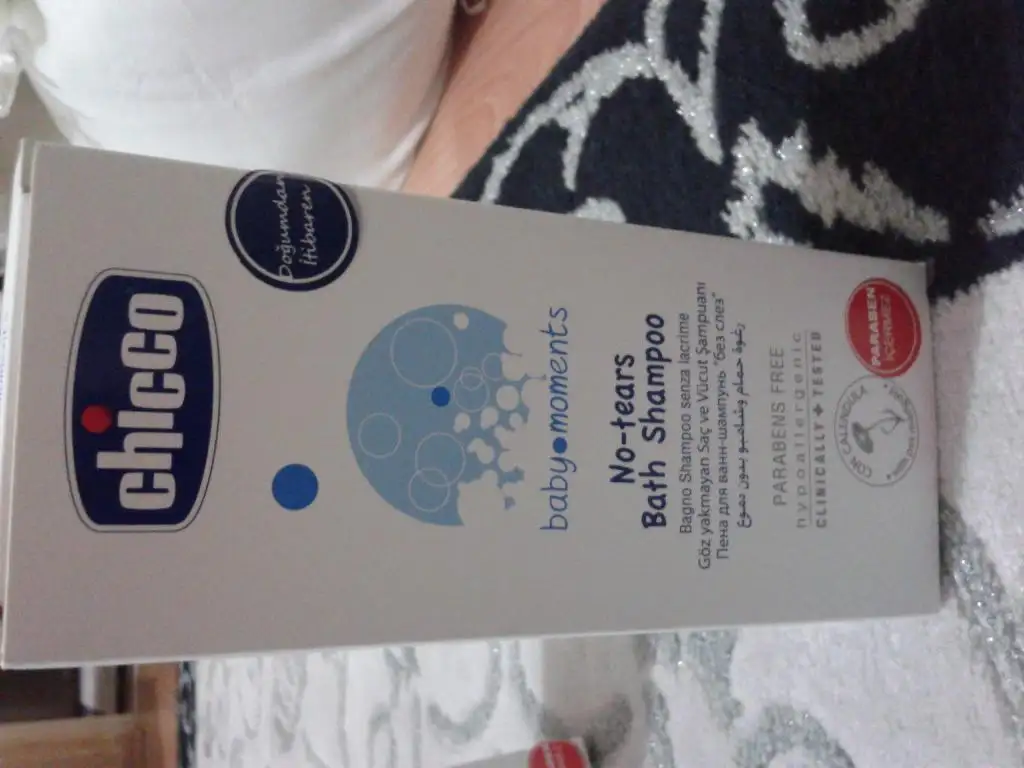 chicco
Doğumdan
İtibaren
baby•moments
No-tears
Bath Shampoo
Bagno Shampoo senza lacrime
Göz yakmayan Saç ve Vücut Şampuanı
Пена для ванн-шампунь "без слез"
رغوة حمام وشامبو بدون دموع
PARABENS FREE
hypoallergenic
CLINICALLY + TESTED
PARABEN
İÇERMEZ
CON CALENDULA